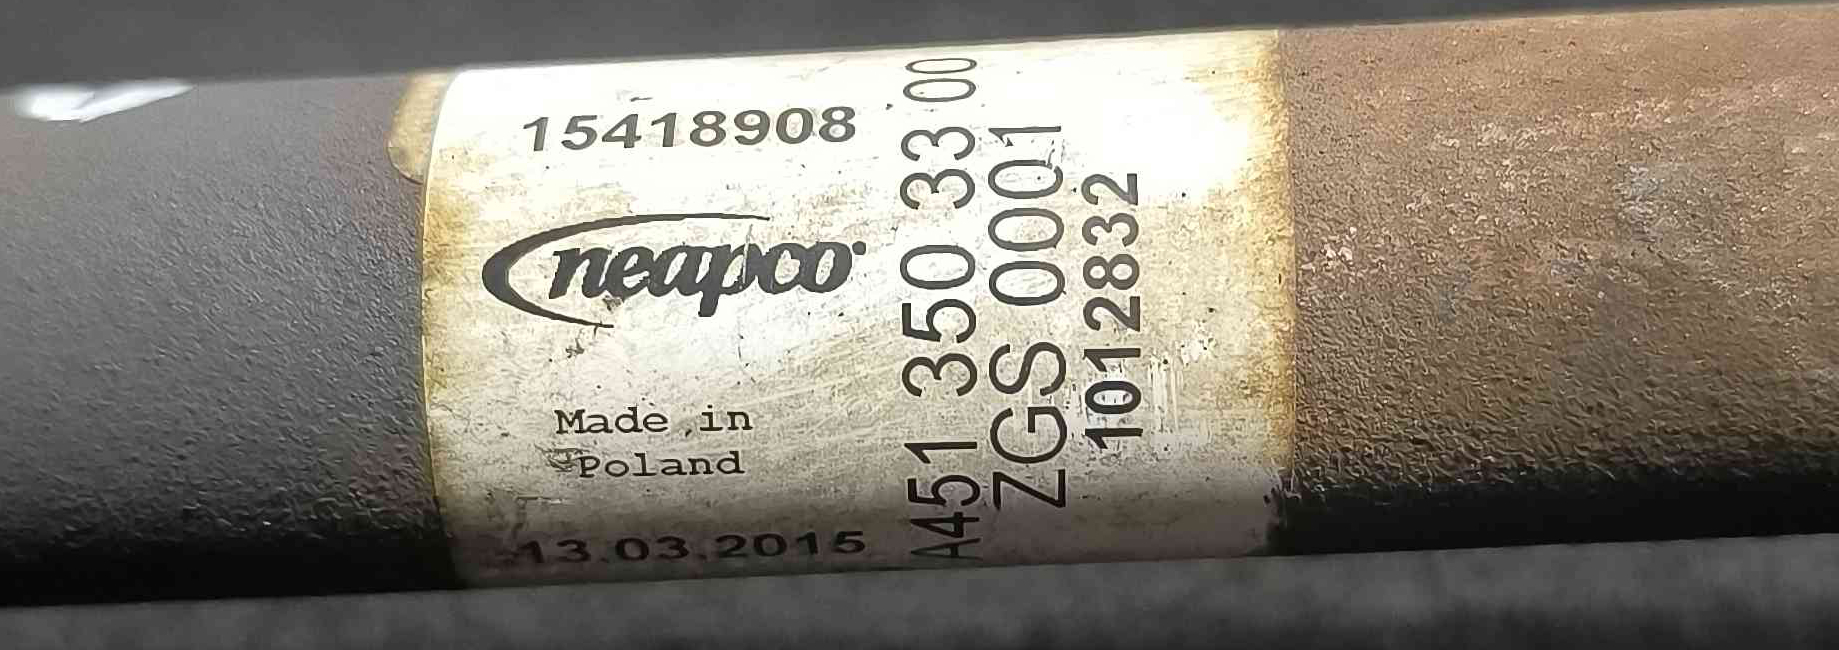 15418908
neapco
Made in
Poland
13.03.2015
A451 350 33 00
ZGS 0001
1012832